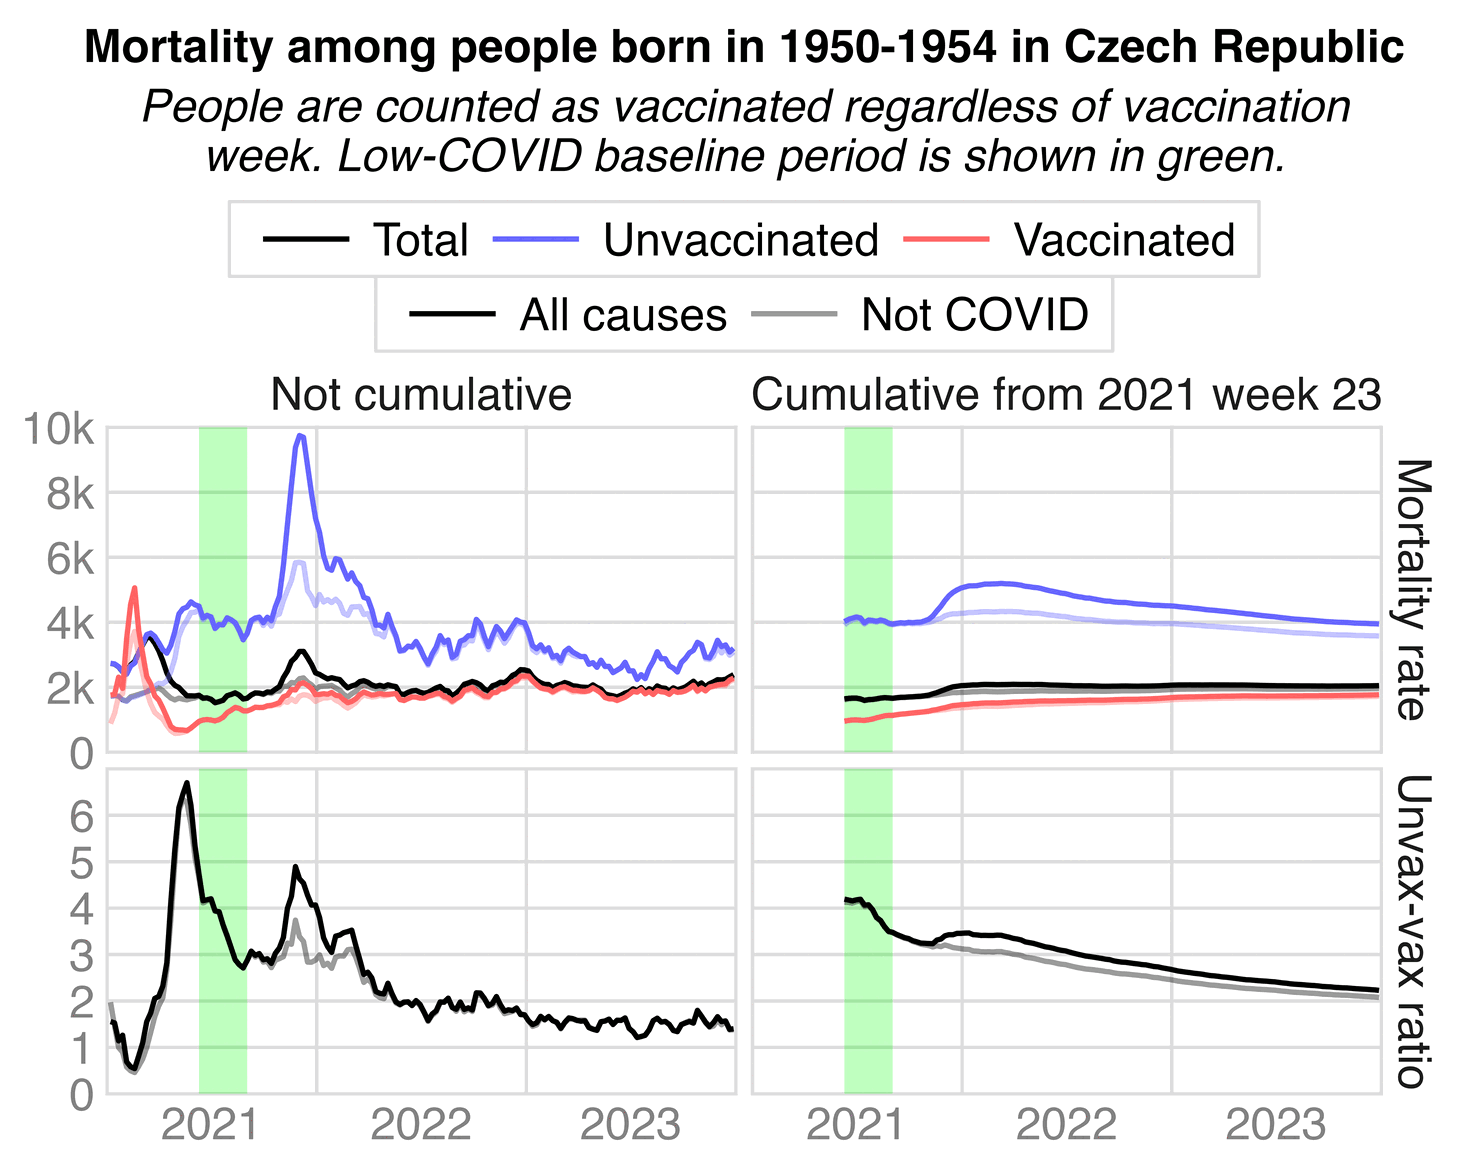 Mortality among people born in 1950-1954 in Czech Republic
People are counted as vaccinated regardless of vaccination
week. Low-COVID baseline period is shown in green.
Total Unvaccinated Vaccinated
All causes Not COVID
Not cumulative Cumulative from 2021 week 23
10k
8k
6k
4k
2k
0
Mortality rate
6
5
4
3
2
1
0
Unvax-vax ratio
2021 2022 2023 2021 2022 2023